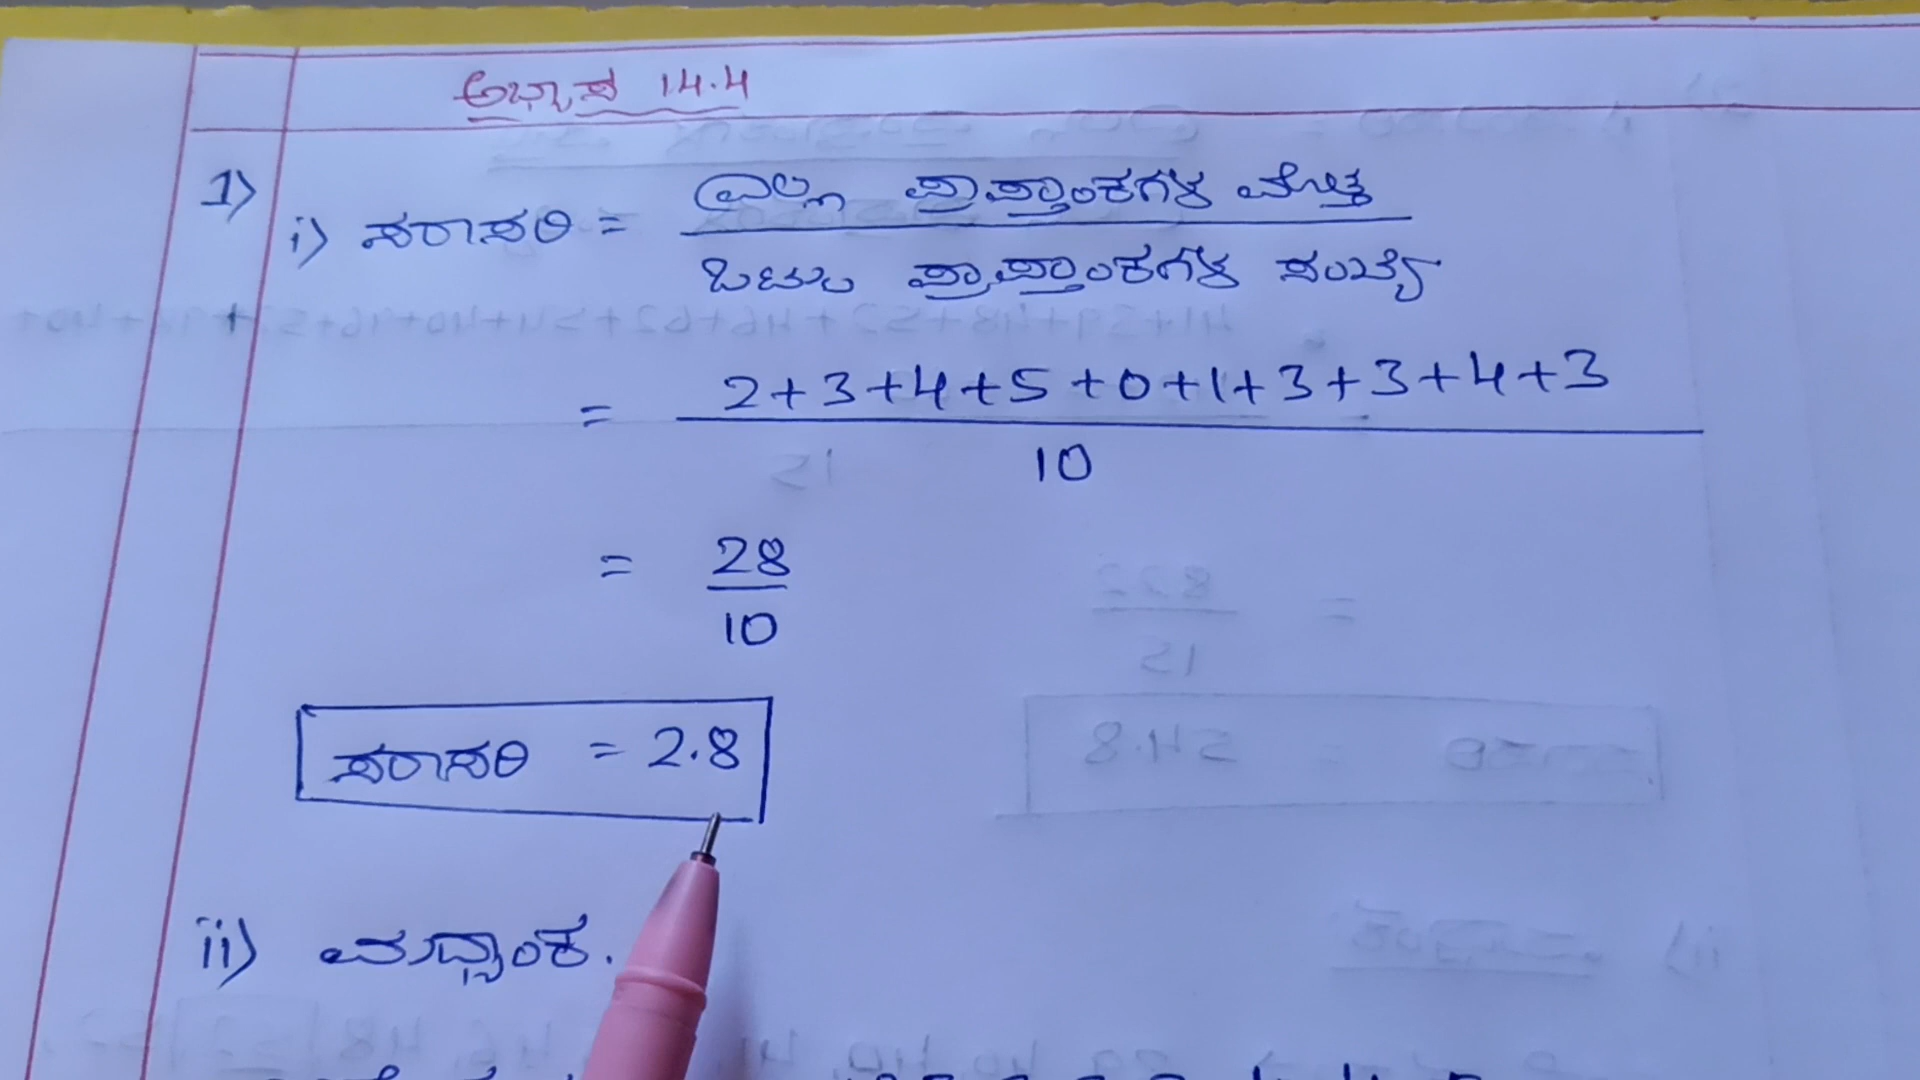 ಅಭ್ಯಾಸ 14.4
1)
i) ಸರಾಸರಿ = ಎಲ್ಲಾ ಪ್ರಾಪ್ತಾಂಕಗಳ ಮೊತ್ತ
ಒಟ್ಟು ಪ್ರಾಪ್ತಾಂಕಗಳ ಸಂಖ್ಯೆ
= 2+3+4+5+0+1+3+3+4+3
10
= 28
10
ಸರಾಸರಿ = 2.8
ii) ಮಧ್ಯಾಂಕ.